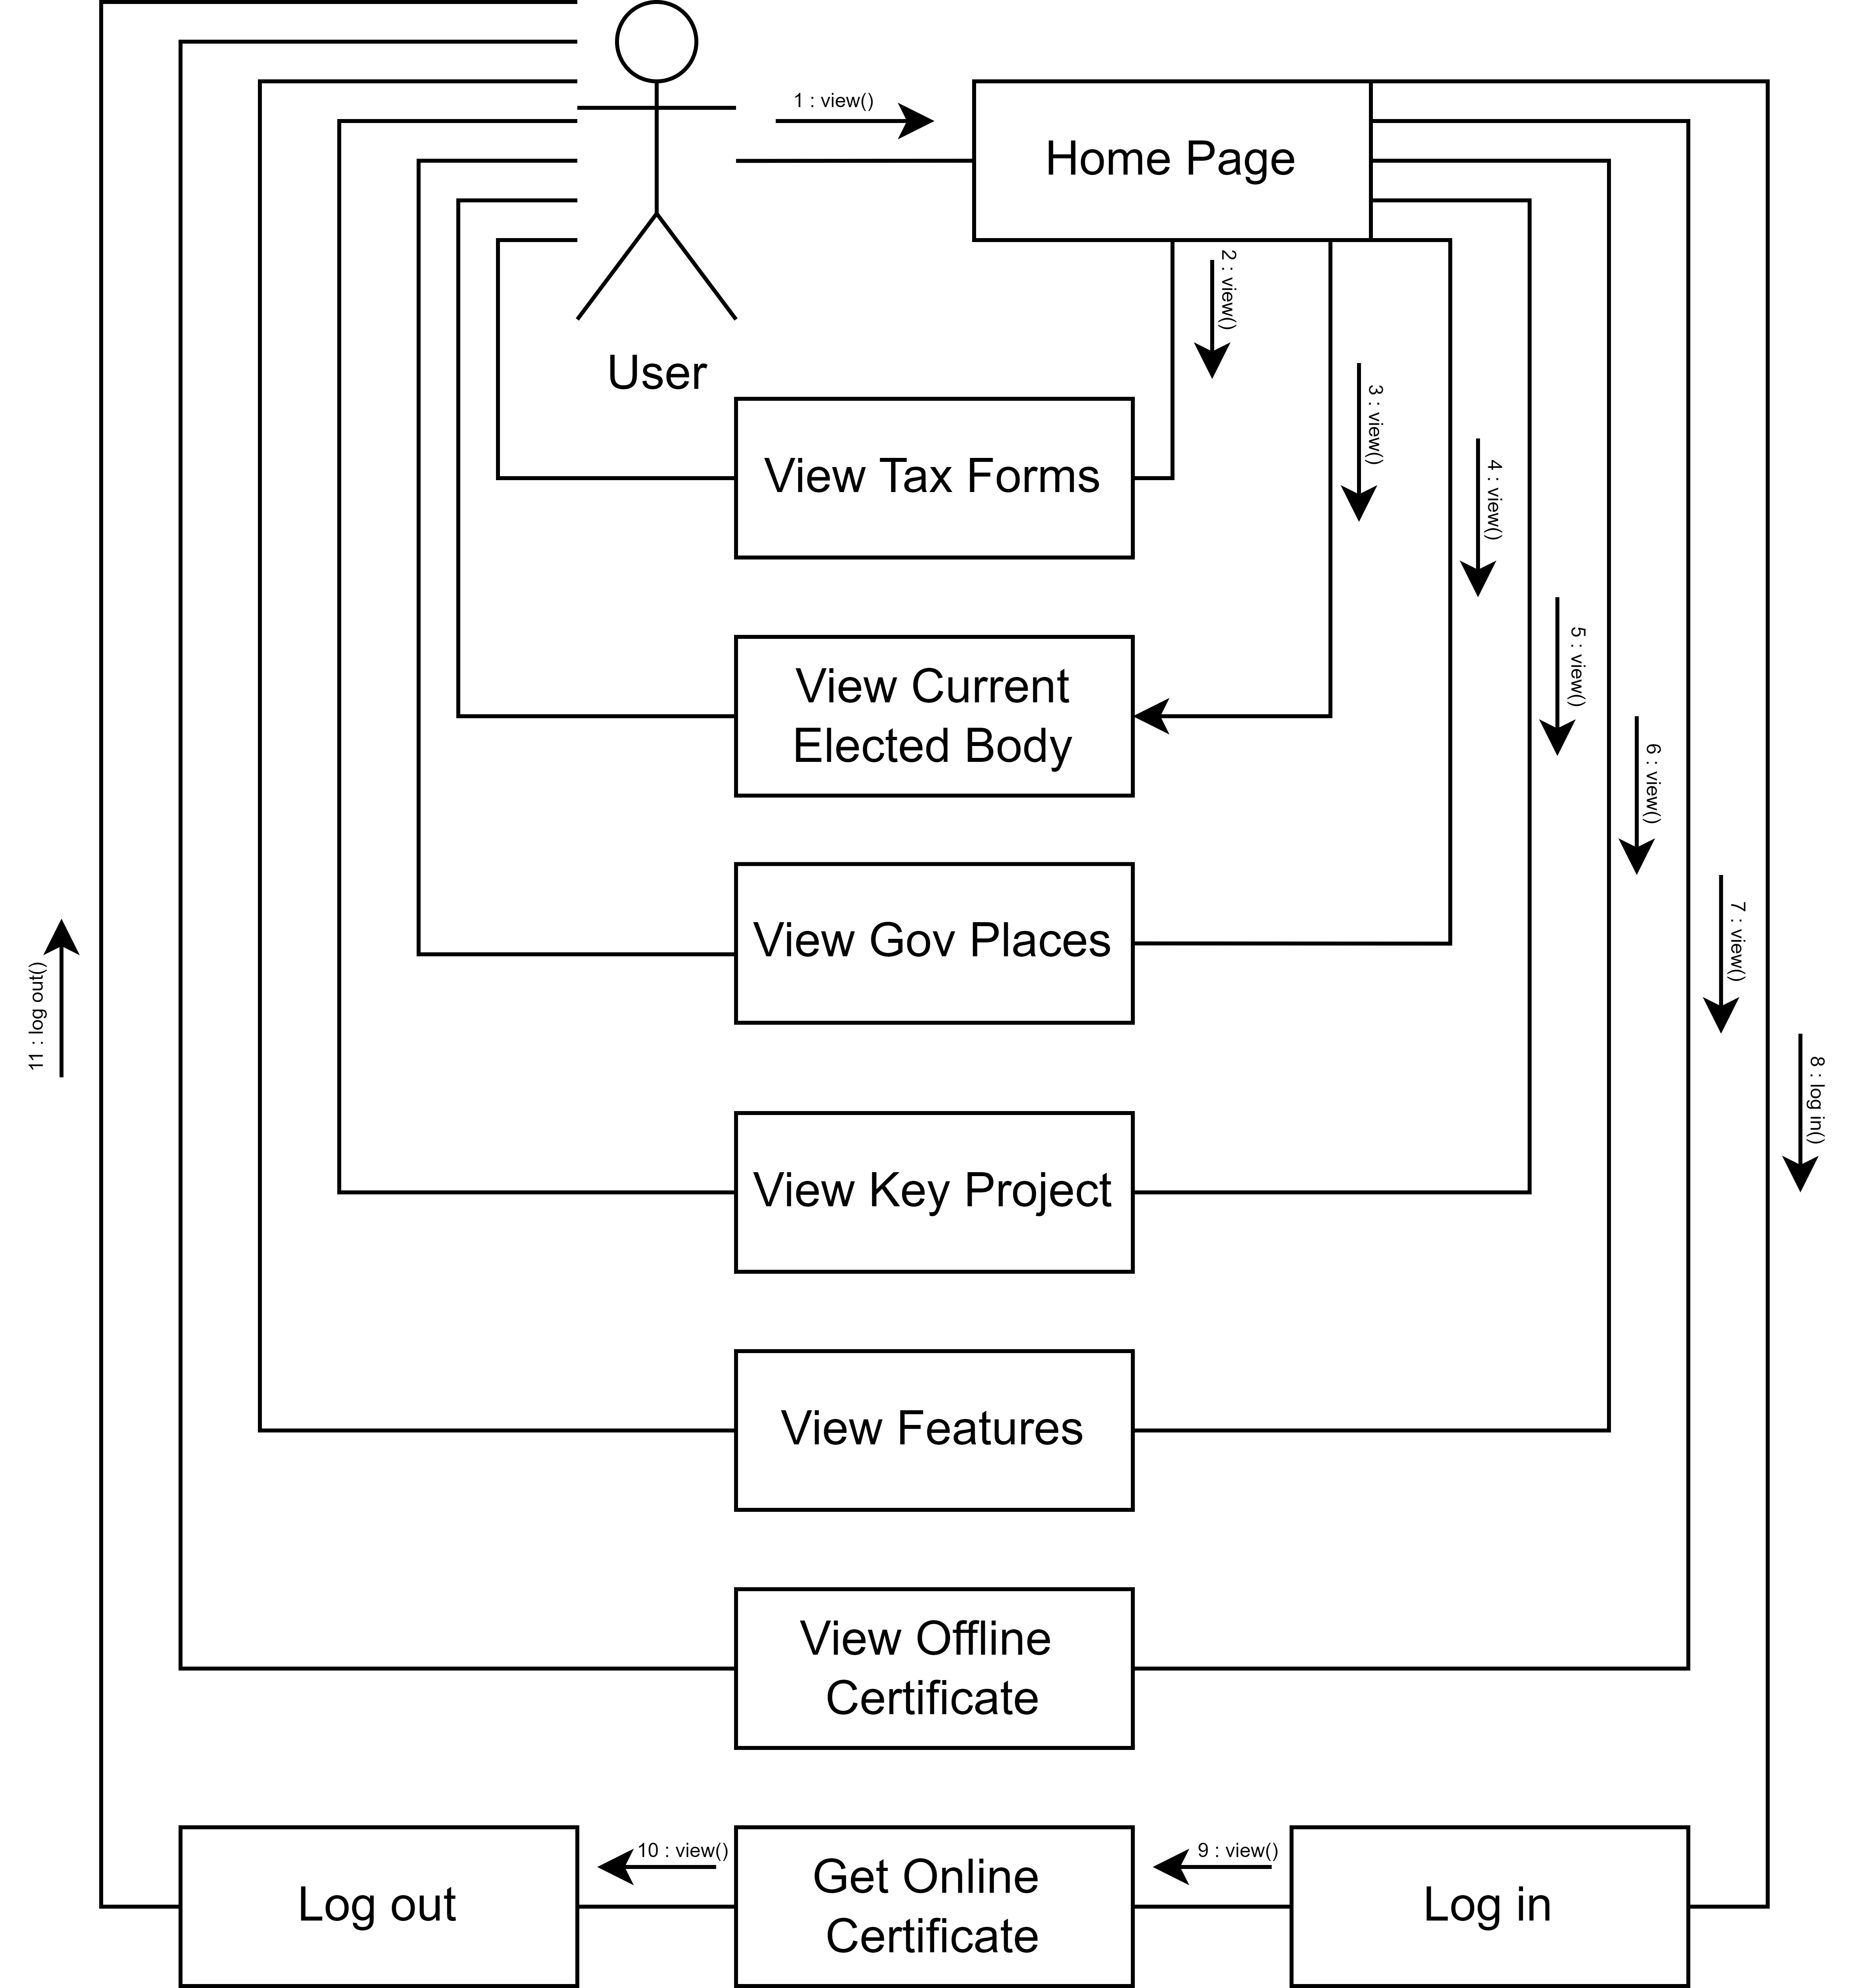 1 : view()
Home Page
2 : view()
User
3 : view()
View Tax Forms
4 : view()
5 : view()
View Current
Elected Body
6 : view()
View Gov Places
7 : view()
11 : log out()
8 : log in()
View Key Project
View Features
View Offline
Certificate
10 : view()
9 : view()
Log out
Get Online
Certificate
Log in